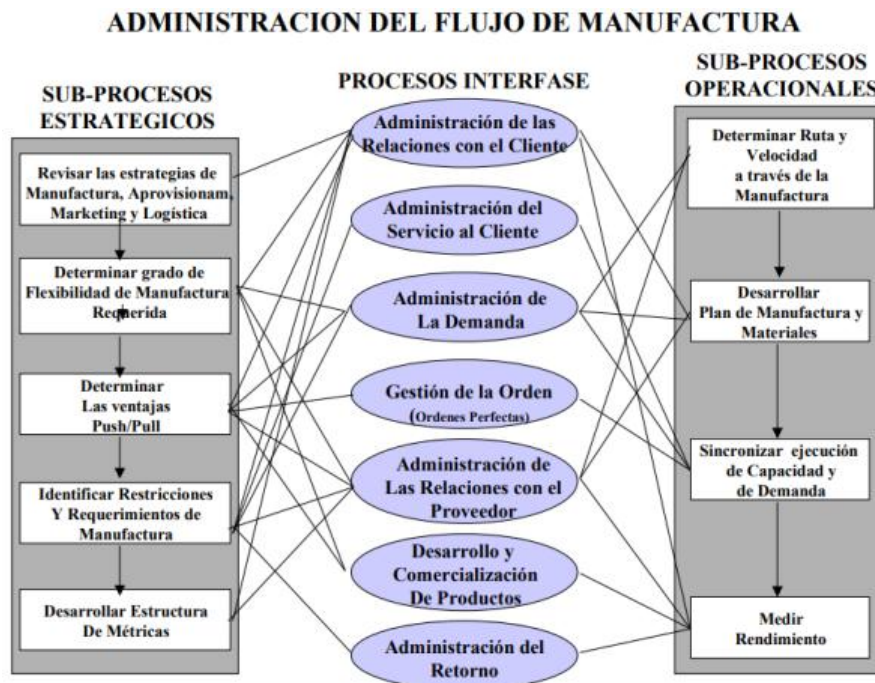 ADMINISTRACION DEL FLUJO DE MANUFACTURA
SUB-PROCESOS
ESTRATEGICOS
Revisar las estrategias de
Manufactura, Aprovisionam,
Marketing y Logística
Determinar grado de
Flexibilidad de Manufactura
Requerida
Determinar
Las ventajas
Push/Pull
Identificar Restricciones
Y Requerimientos de
Manufactura
Desarrollar Estructura
De Métricas
PROCESOS INTERFASE
Administración de las
Relaciones con el Cliente
Administración del
Servicio al Cliente
Administración de
La Demanda
Gestión de la Orden
(Ordenes Perfectas)
Administración de
Las Relaciones con el
Proveedor
Desarrollo y
Comercialización
De Productos
Administración del
Retorno
SUB-PROCESOS
OPERACIONALES
Determinar Ruta y
Velocidad
a través de la
Manufactura
Desarrollar
Plan de Manufactura y
Materiales
Sincronizar ejecución
de Capacidad y
de Demanda
Medir
Rendimiento